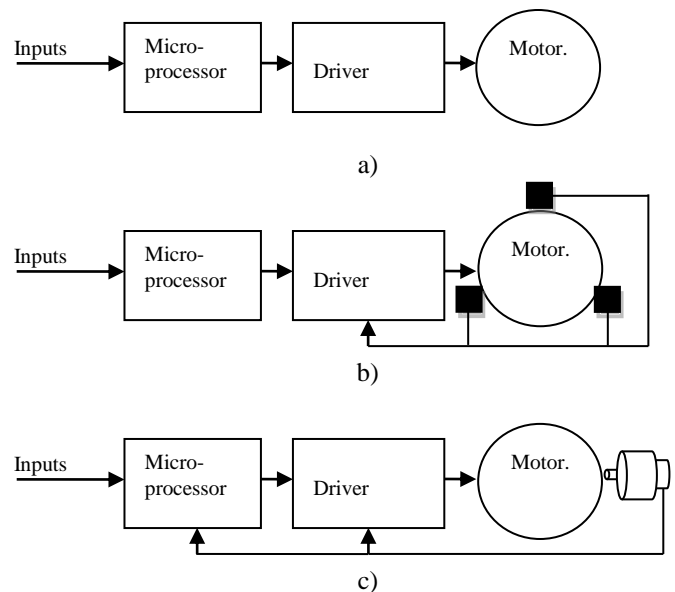 Inputs
Micro-
processor
Driver
Motor.
a)
Inputs
Micro-
processor
Driver
Motor.
b)
Inputs
Micro-
processor
Driver
Motor.
c)